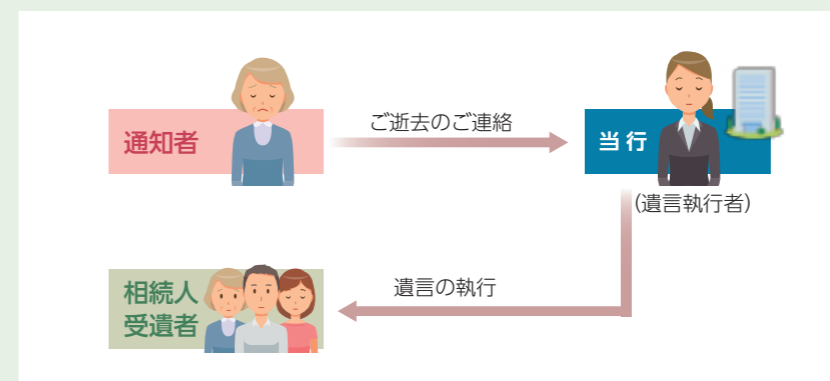 通知者
ご逝去のご連絡
当行
(遺言執行者)
相続人
受遺者
遺言の執行